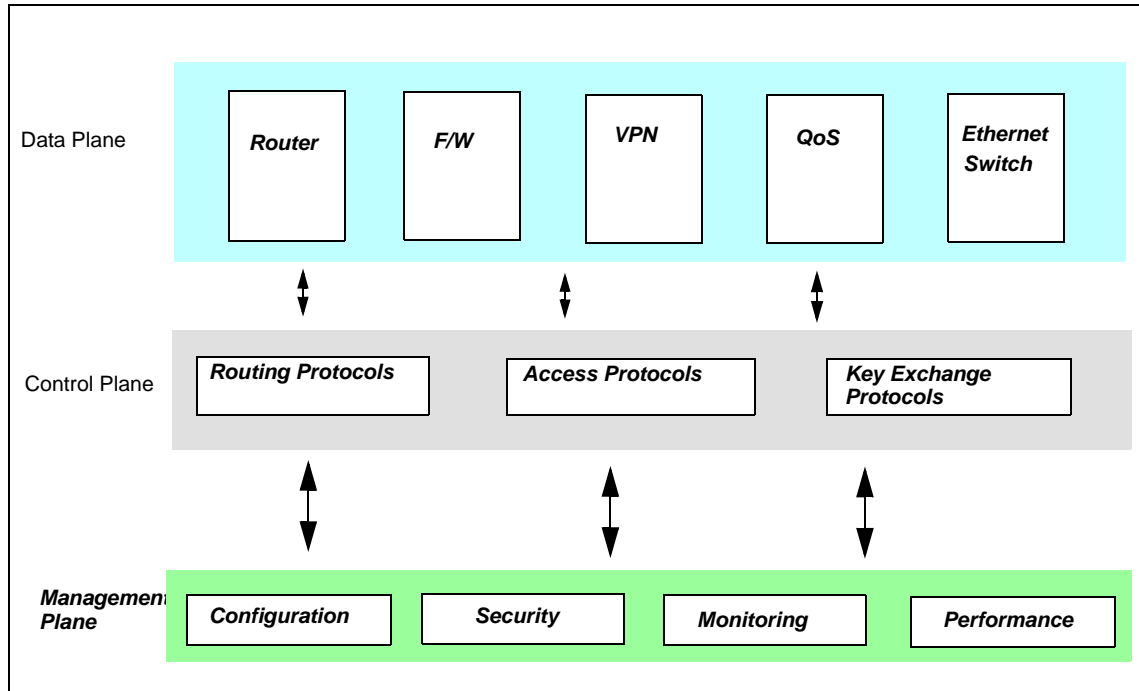 Data Plane
Router
F/W
VPN
QoS
Ethernet
Switch
Control Plane
Routing Protocols
Access Protocols
Key Exchange
Protocols
Management
Plane
Configuration
Security
Monitoring
Performance